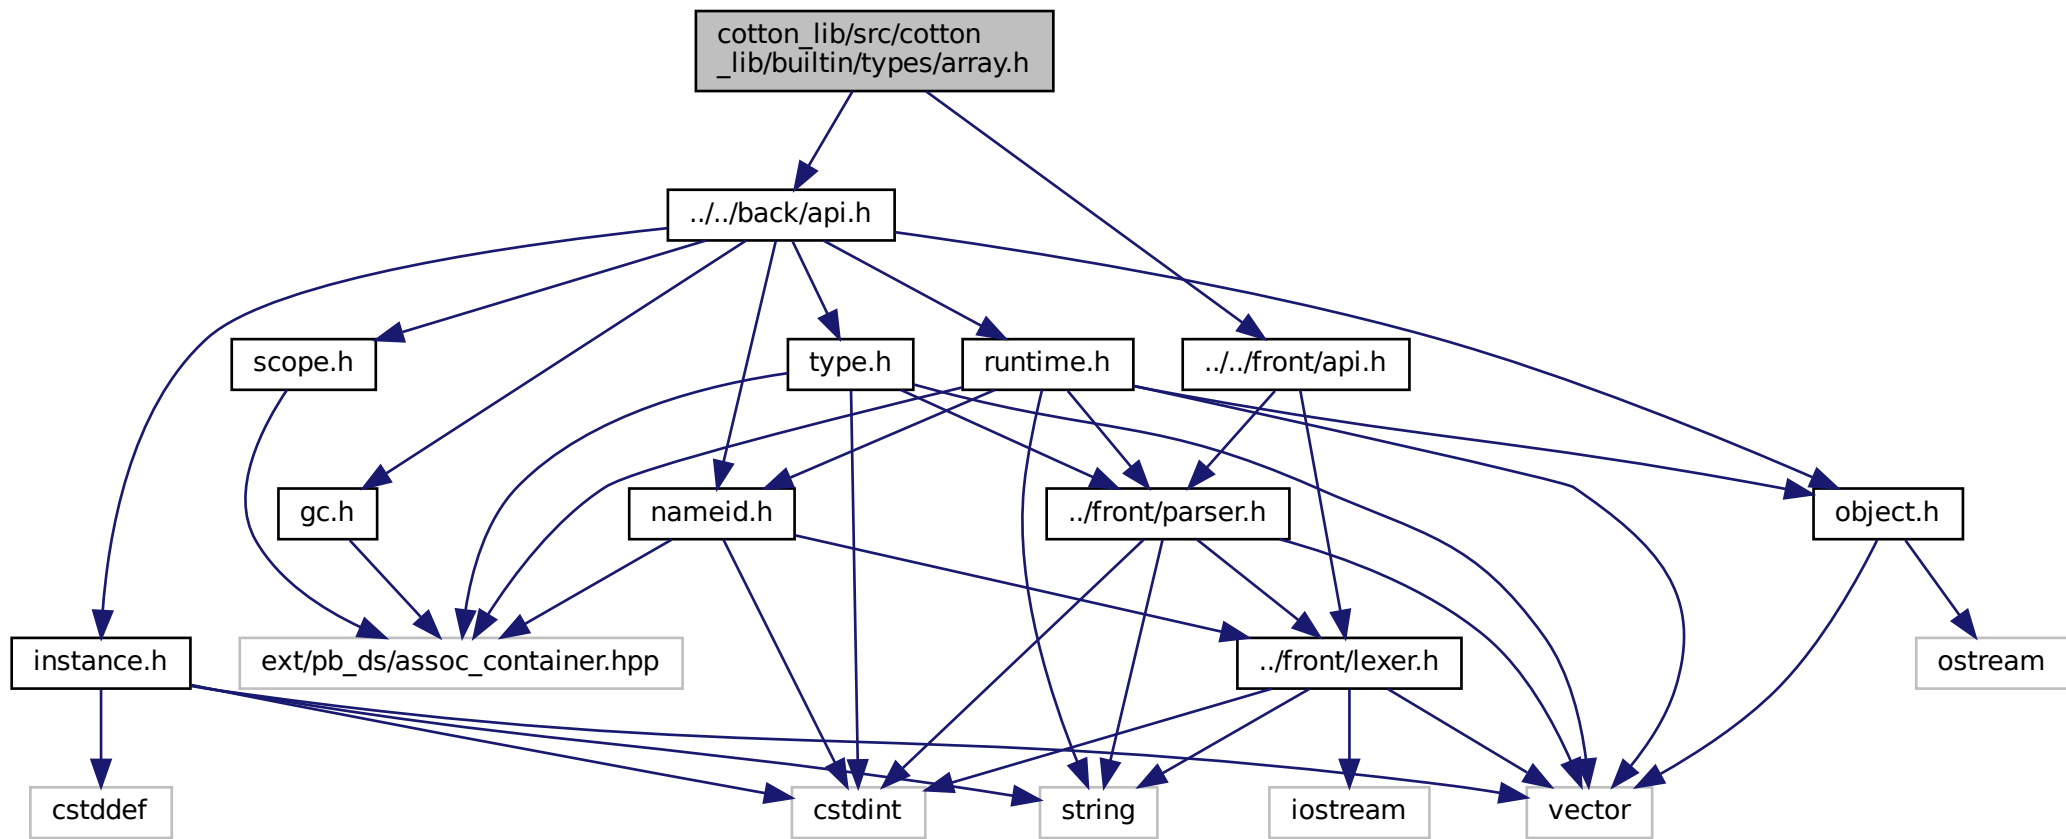 cotton_lib/src/cotton
_lib/builtin/types/array.h
../../back/api.h
scope.h
type.h
runtime.h
../../front/api.h
gc.h
nameid.h
../front/parser.h
object.h
instance.h
ext/pb_ds/assoc_container.hpp
../front/lexer.h
ostream
cstddef
cstdint
string
iostream
vector